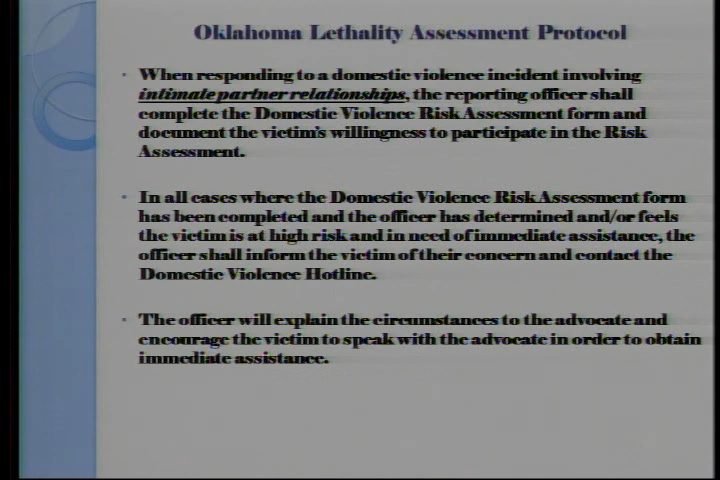 Oklahoma Lethality Assessment Protocol
• When responding to a domestic violence incident involving
intimate partner relationships, the reporting officer shall
complete the Domestic Violence Risk Assessment form and
document the victim's willingness to participate in the Risk
Assessment.
• In all cases where the Domestic Violence Risk Assessment form
has been completed and the officer has determined and/or feels
the victim is at high risk and in need of immediate assistance, the
officer shall inform the victim of their concern and contact the
Domestic Violence Hotline.
• The officer will explain the circumstances to the advocate and
encourage the victim to speak with the advocate in order to obtain
immediate assistance.